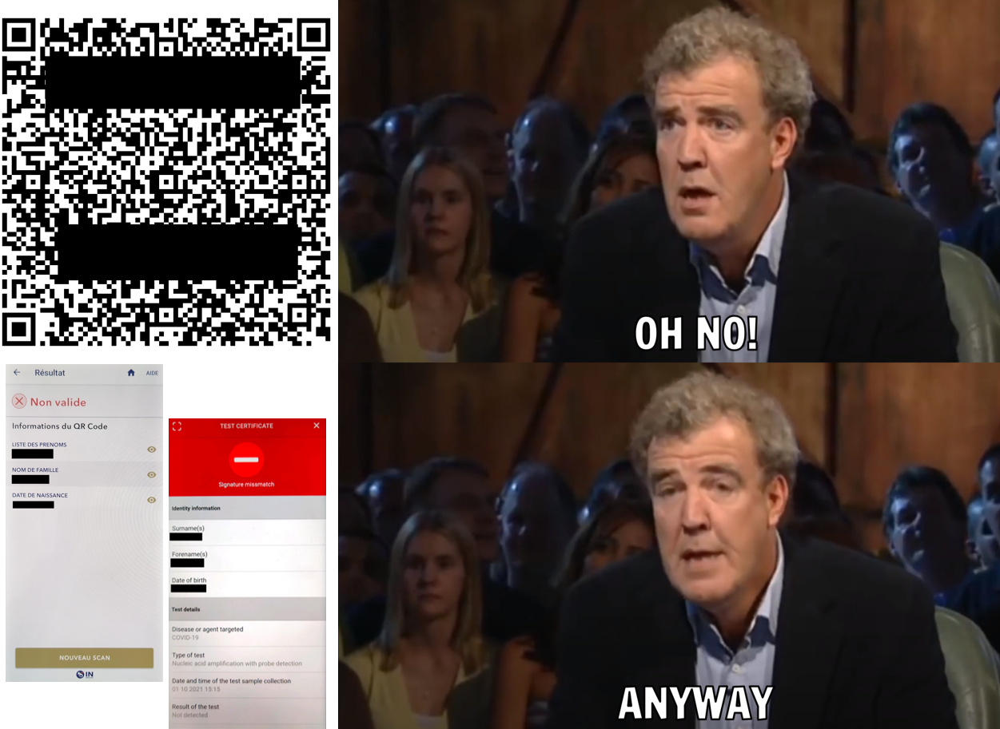 Résultat
AIDE
Non valide
Informations du QR Code
LISTE DES PRENOMS
NOM DE FAMILLE
DATE DE NAISSANCE
NOUVEAU SCAN
IN
TEST CERTIFICATE
Signature missmatch
Identity information
Surname(s)
Forename(s)
Date of birth
Test details
Disease or agent targeted
COVID-19
Type of test
Nucleic acid amplification with probe detection
Date and time of the test sample collection
01 10 2021 15:15
Result of the test
Not detected
OH NO!
ANYWAY